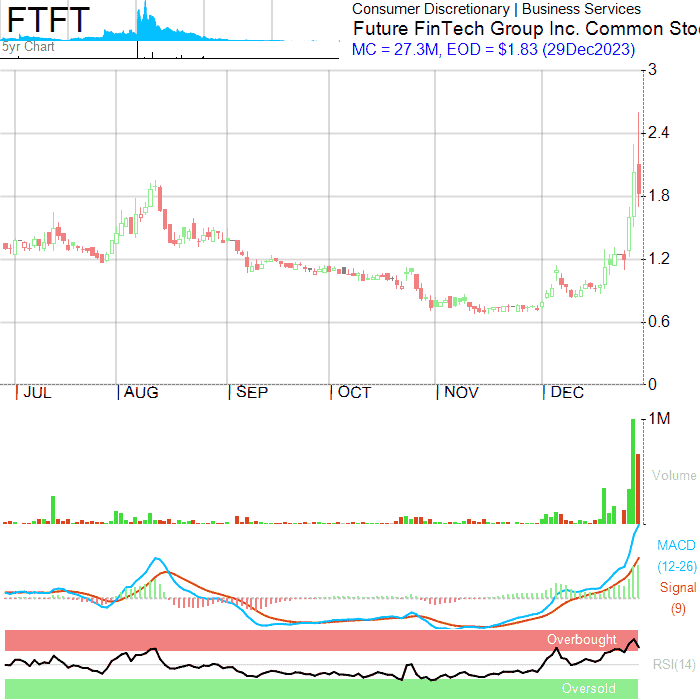 FTFT
5yr Chart
Consumer Discretionary | Business Services
Future FinTech Group Inc. Common Sto
MC = 27.3M, EOD = $1.83 (29Dec2023)
3
2.4
1.8
1.2
0.6
0
JUL
AUG
SEP
OCT
NOV
DEC
1M
Volume
MACD
(12-26)
Signal
(9)
Overbought
RSI(14)
Oversold